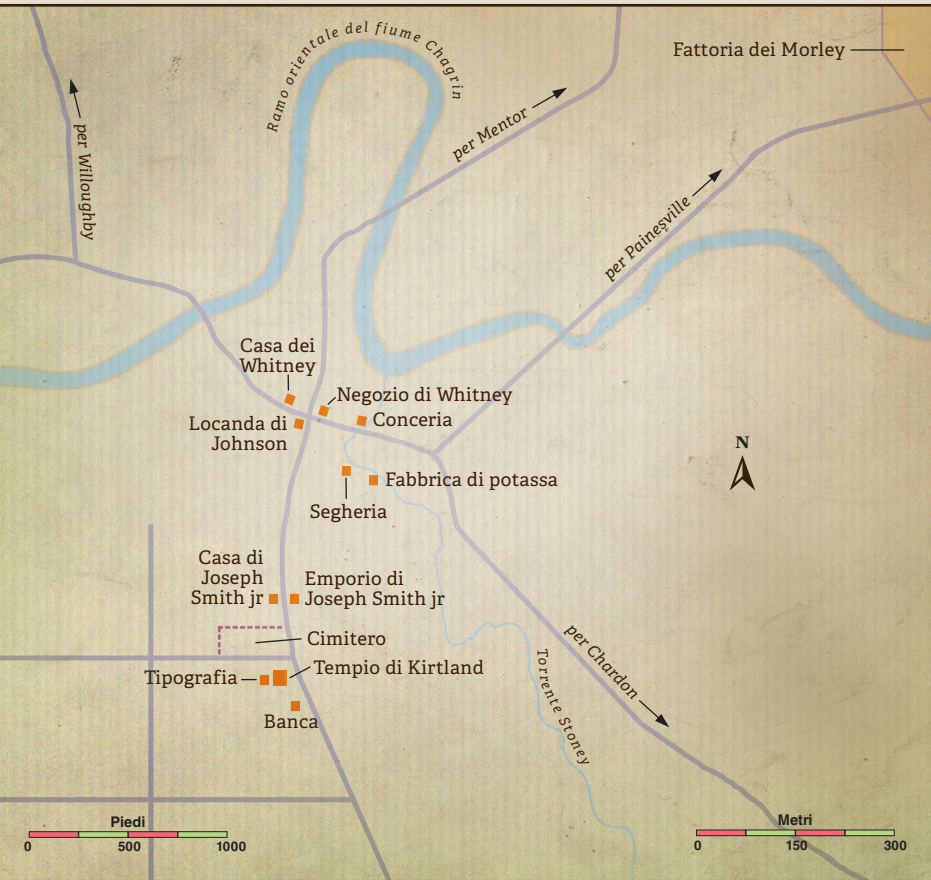 Ramo orientale del fiume Chagrin
Fattoria dei Morley
per Mentor
per Willoughby
per Painesville
Casa dei
Whitney
Negozio di Whitney
Locanda di
Johnson
Conceria
N
Fabbrica di potassa
Segheria
Casa di
Joseph
Smith jr
Emporio di
Joseph Smith jr
Cimitero
per Chardon
Tempio di Kirtland
Tipografia
Torrente Stoney
Banca
Piedi
0 500 1000
Metri
0 150 300